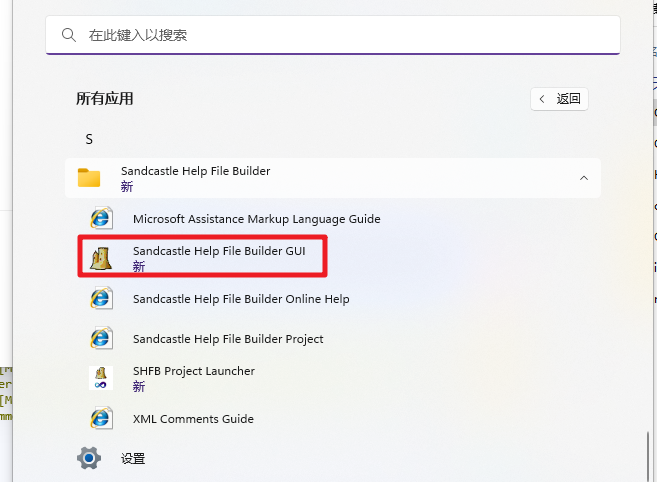 在此键入以搜索
所有应用
返回
S
Sandcastle Help File Builder
新
Microsoft Assistance Markup Language Guide
Sandcastle Help File Builder GUI
新
Sandcastle Help File Builder Online Help
Sandcastle Help File Builder Project
SHFB Project Launcher
新
XML Comments Guide
设置